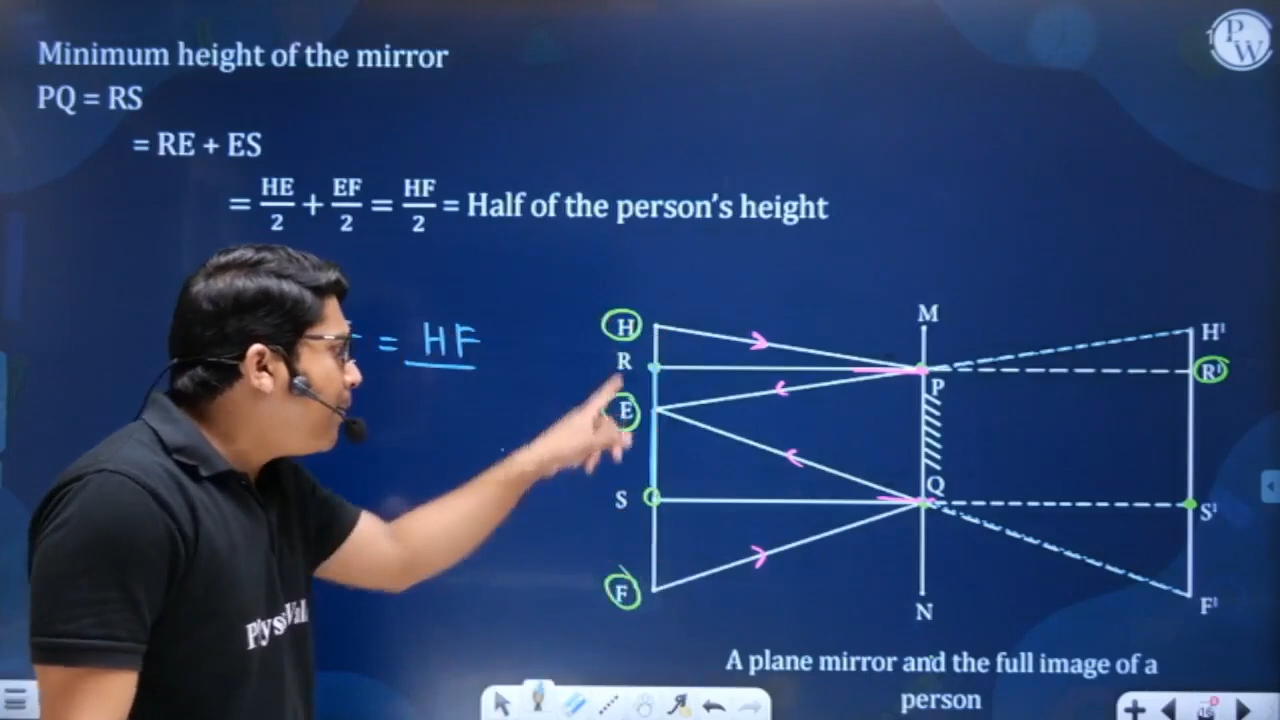 Minimum height of the mirror
PQ = RS
= RE + ES
= HE/2 + EF/2 = HF/2 = Half of the person's height
= HF
H
R
E
S
F
M
P
Q
N
H'
R'
S'
F'
A plane mirror and the full image of a
person
P
W